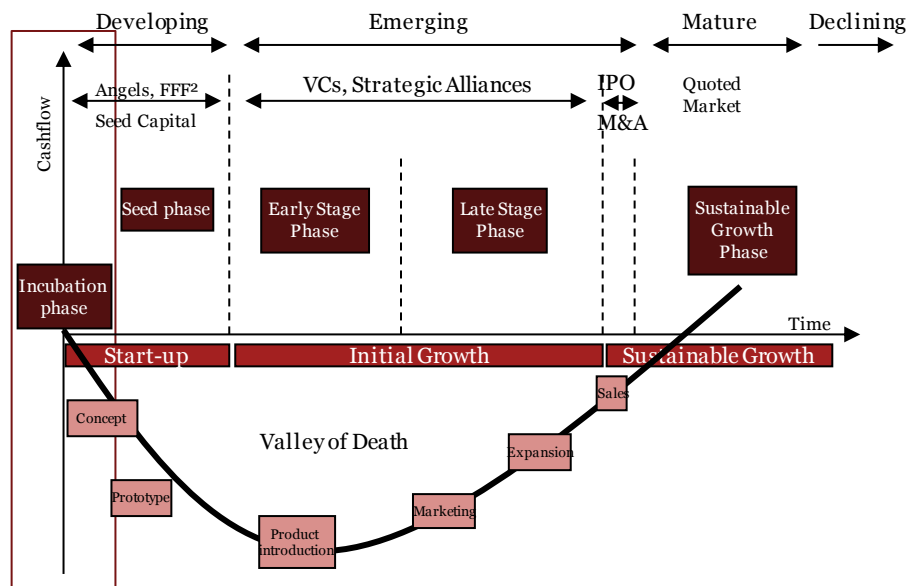 Developing
Emerging
Mature
Declining
Angels, FFF²
Seed Capital
VCs, Strategic Alliances
IPO
M&A
Quoted
Market
Cashflow
Seed phase
Early Stage
Phase
Late Stage
Phase
Sustainable
Growth
Phase
Incubation
phase
Time
Start-up
Initial Growth
Sustainable Growth
Concept
Sales
Valley of Death
Expansion
Prototype
Marketing
Product
introduction